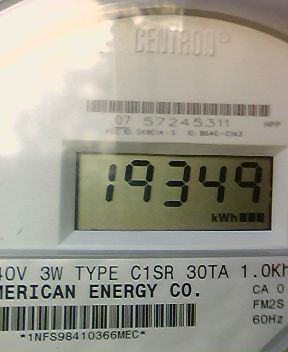 CENTRON®
07 57245311
19349
kWh
40V 3W TYPE C1SR 30TA 1.0Kh
MERICAN ENERGY CO.
CA 0
FM2S
60Hz
*1NFS98410366MEC*